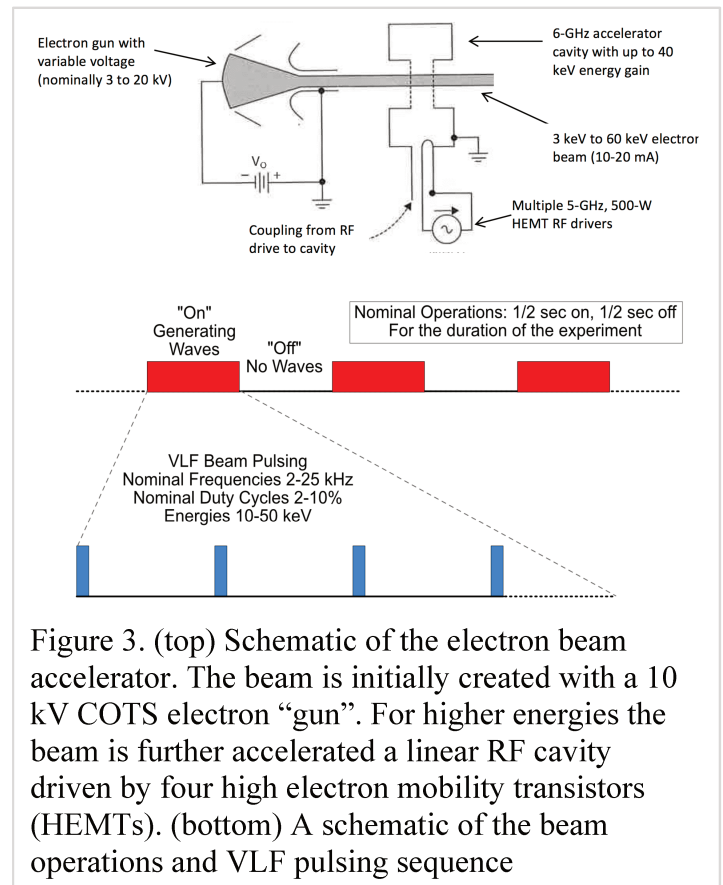 Electron gun with
variable voltage
(nominally 3 to 20 kV)
6-GHz accelerator
cavity with up to 40
keV energy gain
3 keV to 60 keV electror
beam (10-20 mA)
Vo
- +
Coupling from RF
drive to cavity
Multiple 5-GHz, 500-W
HEMT RF drivers
"On"
Generating
Waves
"Off"
No Waves
Nominal Operations: 1/2 sec on, 1/2 sec off
For the duration of the experiment
VLF Beam Pulsing
Nominal Frequencies 2-25 kHz
Nominal Duty Cycles 2-10%
Energies 10-50 keV
Figure 3. (top) Schematic of the electron beam
accelerator. The beam is initially created with a 10
kV COTS electron “gun”. For higher energies the
beam is further accelerated a linear RF cavity
driven by four high electron mobility transistors
(HEMTs). (bottom) A schematic of the beam
operations and VLF pulsing sequence